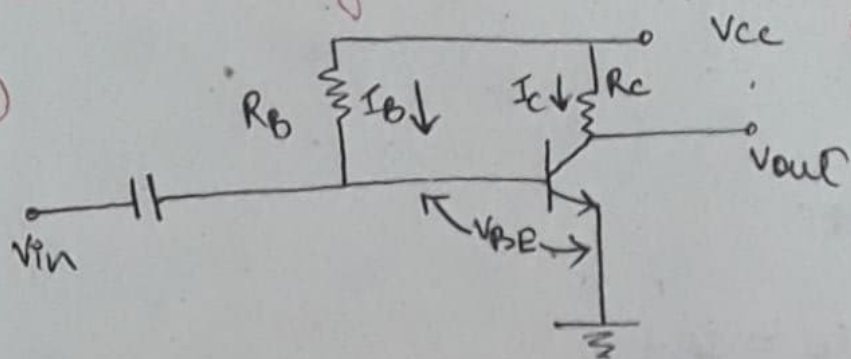 Vcc
RB IB↓ Ic↓ Rc
Vout
Vin
VBE